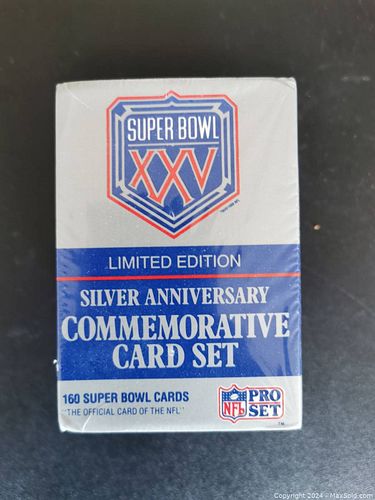 SUPER BOWL
XXV
LIMITED EDITION
SILVER ANNIVERSARY
COMMEMORATIVE
CARD SET
160 SUPER BOWL CARDS
"THE OFFICIAL CARD OF THE NFL"
NFL
PRO
SET
TM
Copyright 2024 - MaxSold.com